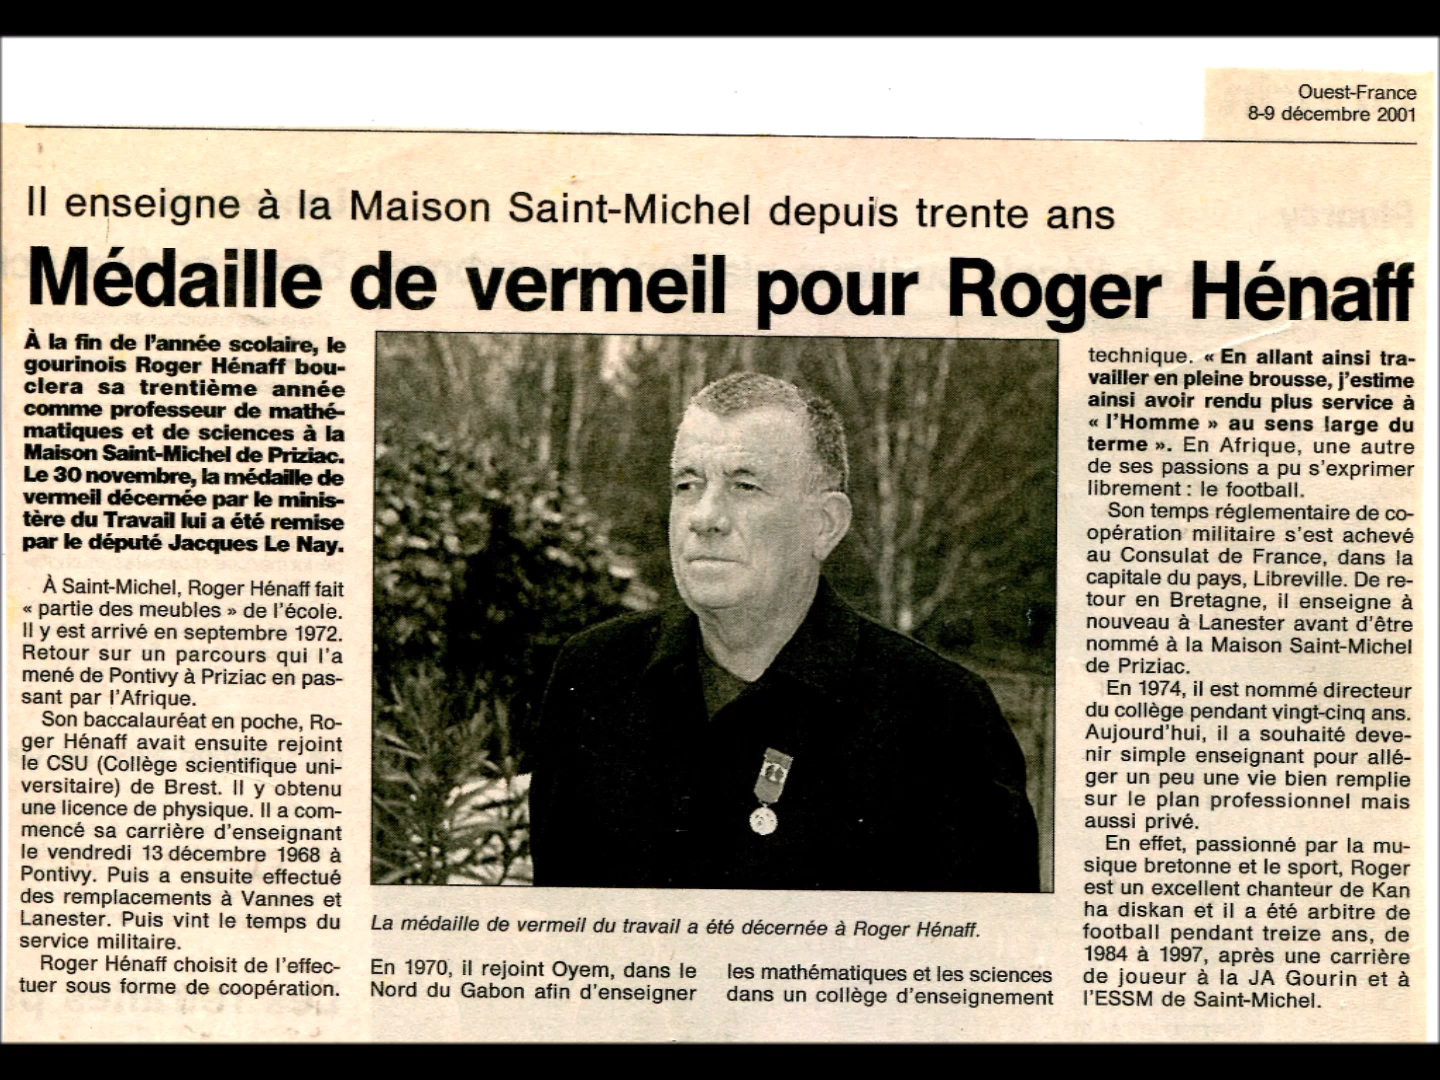 Ouest-France
8-9 décembre 2001
Il enseigne à la Maison Saint-Michel depuis trente ans
Médaille de vermeil pour Roger Hénaff
À la fin de l'année scolaire, le
gourinois Roger Hénaff bou-
clera sa trentième année
comme professeur de mathé-
matiques et de sciences à la
Maison Saint-Michel de Priziac.
Le 30 novembre, la médaille de
vermeil décernée par le minis-
tère du Travail lui a été remise
par le député Jacques Le Nay.
À Saint-Michel, Roger Hénaff fait
« partie des meubles » de l'école.
Il y est arrivé en septembre 1972.
Retour sur un parcours qui l'a
mené de Pontivy à Priziac en pas-
sant par l'Afrique.
Son baccalauréat en poche, Ro-
ger Hénaff avait ensuite rejoint
le CSU (Collège scientifique uni-
versitaire) de Brest. Il y obtenu
une licence de physique. Il a com-
mencé sa carrière d'enseignant
le vendredi 13 décembre 1968 à
Pontivy. Puis a ensuite effectué
des remplacements à Vannes et
Lanester. Puis vint le temps du
service militaire.
Roger Hénaff choisit de l'effec-
tuer sous forme de coopération.
La médaille de vermeil du travail a été décernée à Roger Hénaff.
En 1970, il rejoint Oyem, dans le
Nord du Gabon afin d'enseigner
les mathématiques et les sciences
dans un collège d'enseignement
technique. « En allant ainsi tra-
vailler en pleine brousse, j'estime
ainsi avoir rendu plus service à
« l'Homme » au sens large du
terme ». En Afrique, une autre
de ses passions a pu s'exprimer
librement : le football.
Son temps réglementaire de co-
opération militaire s'est achevé
au Consulat de France, dans la
capitale du pays, Libreville. De re-
tour en Bretagne, il enseigne à
nouveau à Lanester avant d'être
nommé à la Maison Saint-Michel
de Priziac.
En 1974, il est nommé directeur
du collège pendant vingt-cinq ans.
Aujourd'hui, il a souhaité deve-
nir simple enseignant pour allé-
ger un peu une vie bien remplie
sur le plan professionnel mais
aussi privé.
En effet, passionné par la mu-
sique bretonne et le sport, Roger
est un excellent chanteur de Kan
ha diskan et il a été arbitre de
football pendant treize ans, de
1984 à 1997, après une carrière
de joueur à la JA Gourin et à
l'ESSM de Saint-Michel.